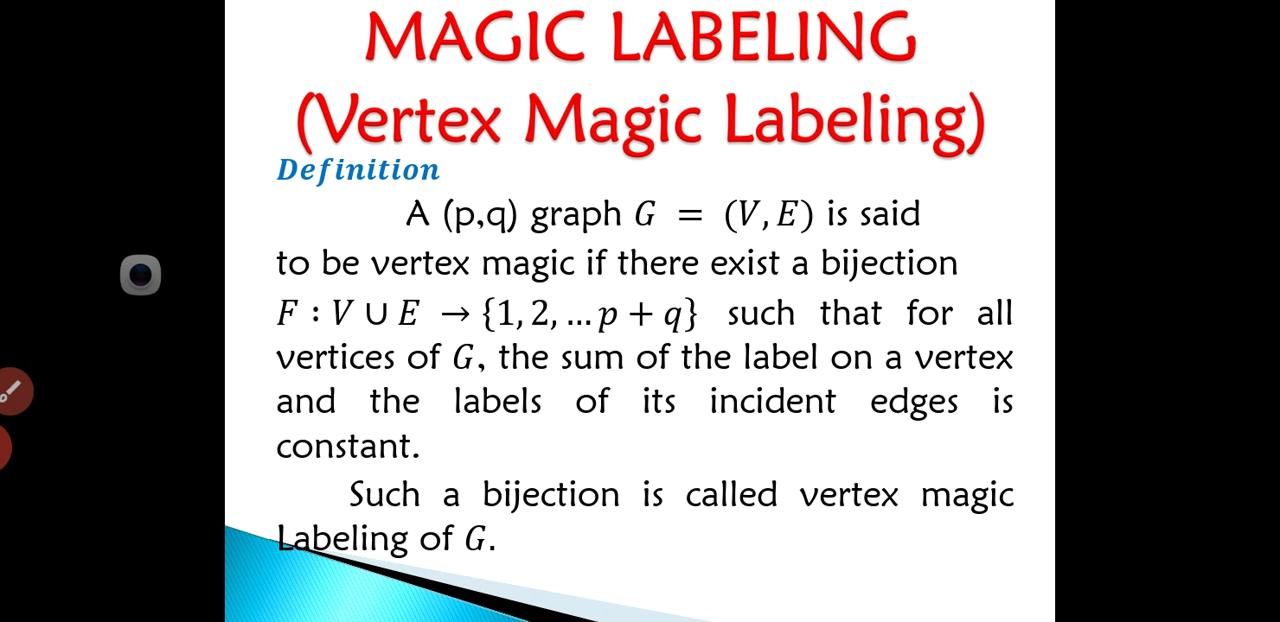 MAGIC LABELING
(Vertex Magic Labeling)
Definition
A (p,q) graph G = (V, E) is said
to be vertex magic if there exist a bijection
F : V ∪ E → {1, 2, … p + q} such that for all
vertices of G, the sum of the label on a vertex
and the labels of its incident edges is
constant.
Such a bijection is called vertex magic
Labeling of G.